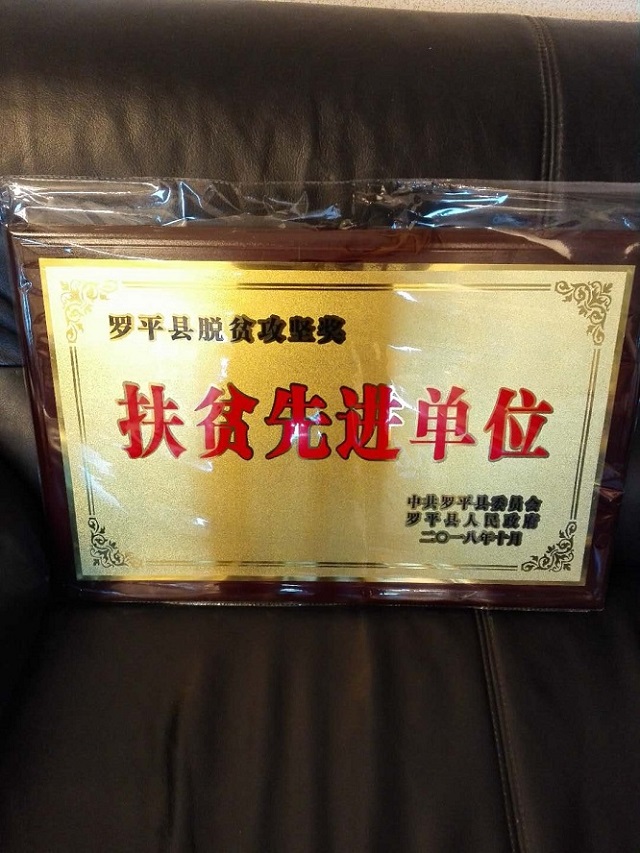 罗平县脱贫攻坚奖
扶贫先进单位
中共罗平县委员会
罗平县人民政府
二〇一八年十月